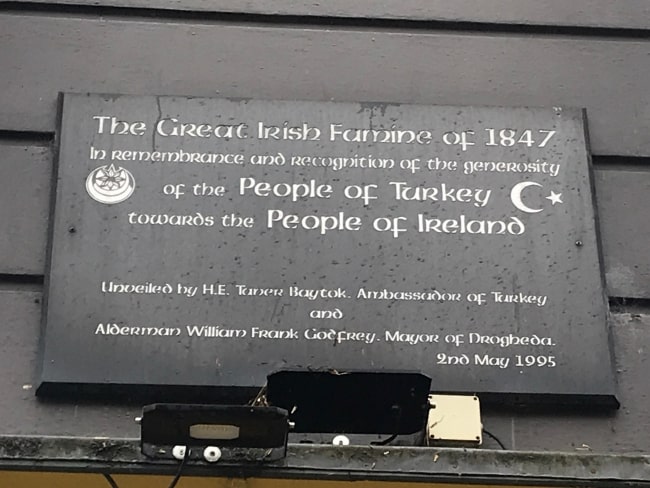 The Great Irish Famine of 1847
In remembrance and recognition of the generosity
of the People of Turkey
towards the People of Ireland
Unveiled by H.E. Taner Baytok. Ambassador of Turkey
and
Alderman William Frank Godfrey. Mayor of Drogheda.
2nd May 1995